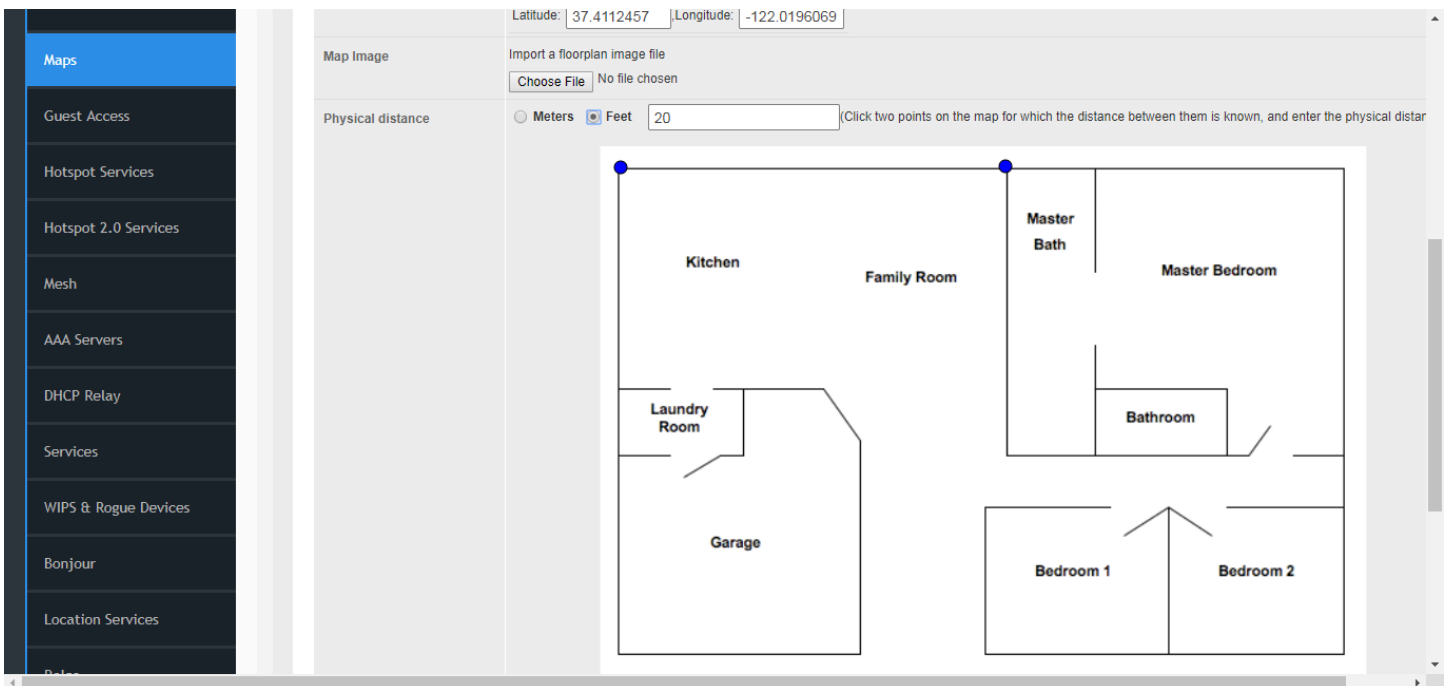 Latitude: 37.4112457 ,Longitude: -122.0196069
Maps
Map Image
Import a floorplan image file
Choose File No file chosen
Guest Access
Physical distance
Meters Feet 20 (Click two points on the map for which the distance between them is known, and enter the physical distan
Hotspot Services
Hotspot 2.0 Services
Mesh
AAA Servers
DHCP Relay
Services
WIPS & Rogue Devices
Bonjour
Location Services
Kitchen
Family Room
Master
Bath
Master Bedroom
Laundry
Room
Bathroom
Garage
Bedroom 1
Bedroom 2